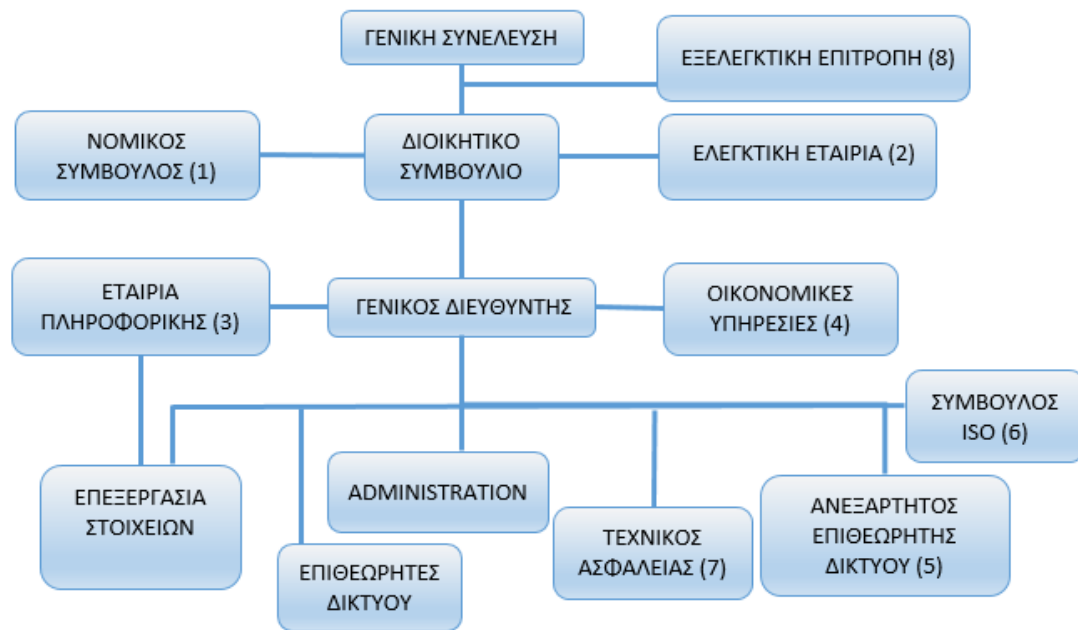 ΓΕΝΙΚΗ ΣΥΝΕΛΕΥΣΗ
ΕΞΕΛΕΓΚΤΙΚΗ ΕΠΙΤΡΟΠΗ (8)
ΝΟΜΙΚΟΣ
ΣΥΜΒΟΥΛΟΣ (1)
ΔΙΟΙΚΗΤΙΚΟ
ΣΥΜΒΟΥΛΙΟ
ΕΛΕΓΚΤΙΚΗ ΕΤΑΙΡΙΑ (2)
ΕΤΑΙΡΙΑ
ΠΛΗΡΟΦΟΡΙΚΗΣ (3)
ΓΕΝΙΚΟΣ ΔΙΕΥΘΥΝΤΗΣ
ΟΙΚΟΝΟΜΙΚΕΣ
ΥΠΗΡΕΣΙΕΣ (4)
ΣΥΜΒΟΥΛΟΣ
ISO (6)
ΕΠΕΞΕΡΓΑΣΙΑ
ΣΤΟΙΧΕΙΩΝ
ΕΠΙΘΕΩΡΗΤΕΣ
ΔΙΚΤΥΟΥ
ADMINISTRATION
ΤΕΧΝΙΚΟΣ
ΑΣΦΑΛΕΙΑΣ (7)
ΑΝΕΞΑΡΤΗΤΟΣ
ΕΠΙΘΕΩΡΗΤΗΣ
ΔΙΚΤΥΟΥ (5)